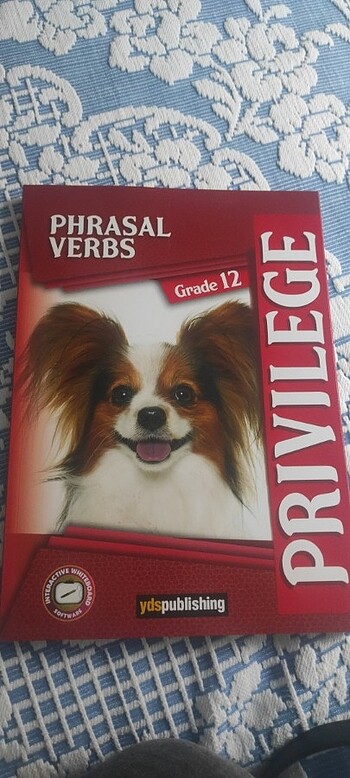 PHRASAL
VERBS
Grade 12
PRIVILEGE
INTERACTIVE WHITEBOARD
SOFTWARE
ydspublishing